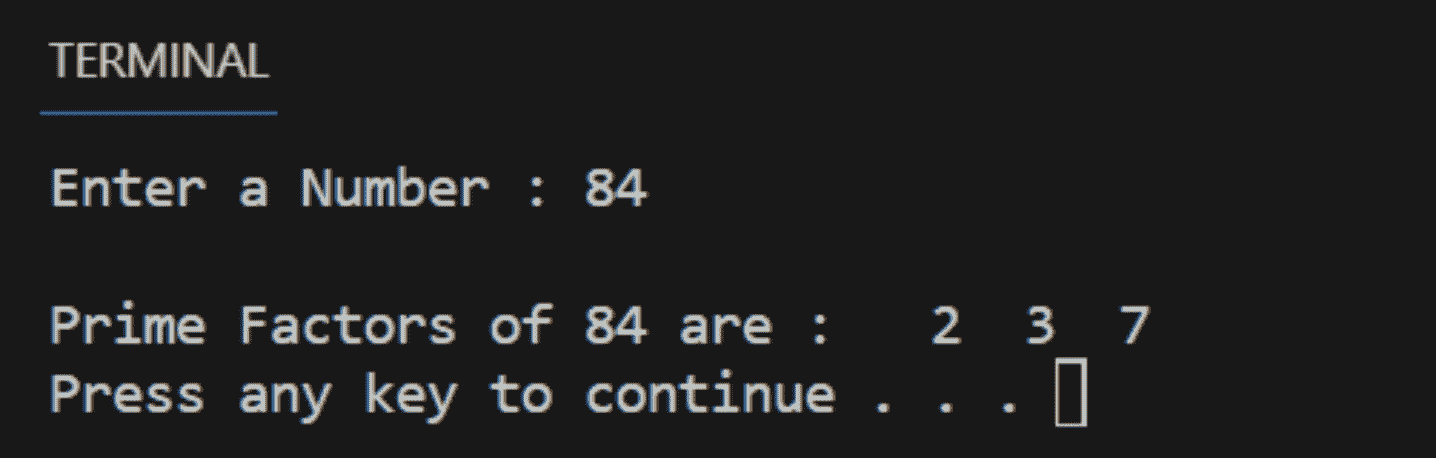 TERMINAL
Enter a Number : 84
Prime Factors of 84 are :   2  3  7
Press any key to continue . . .